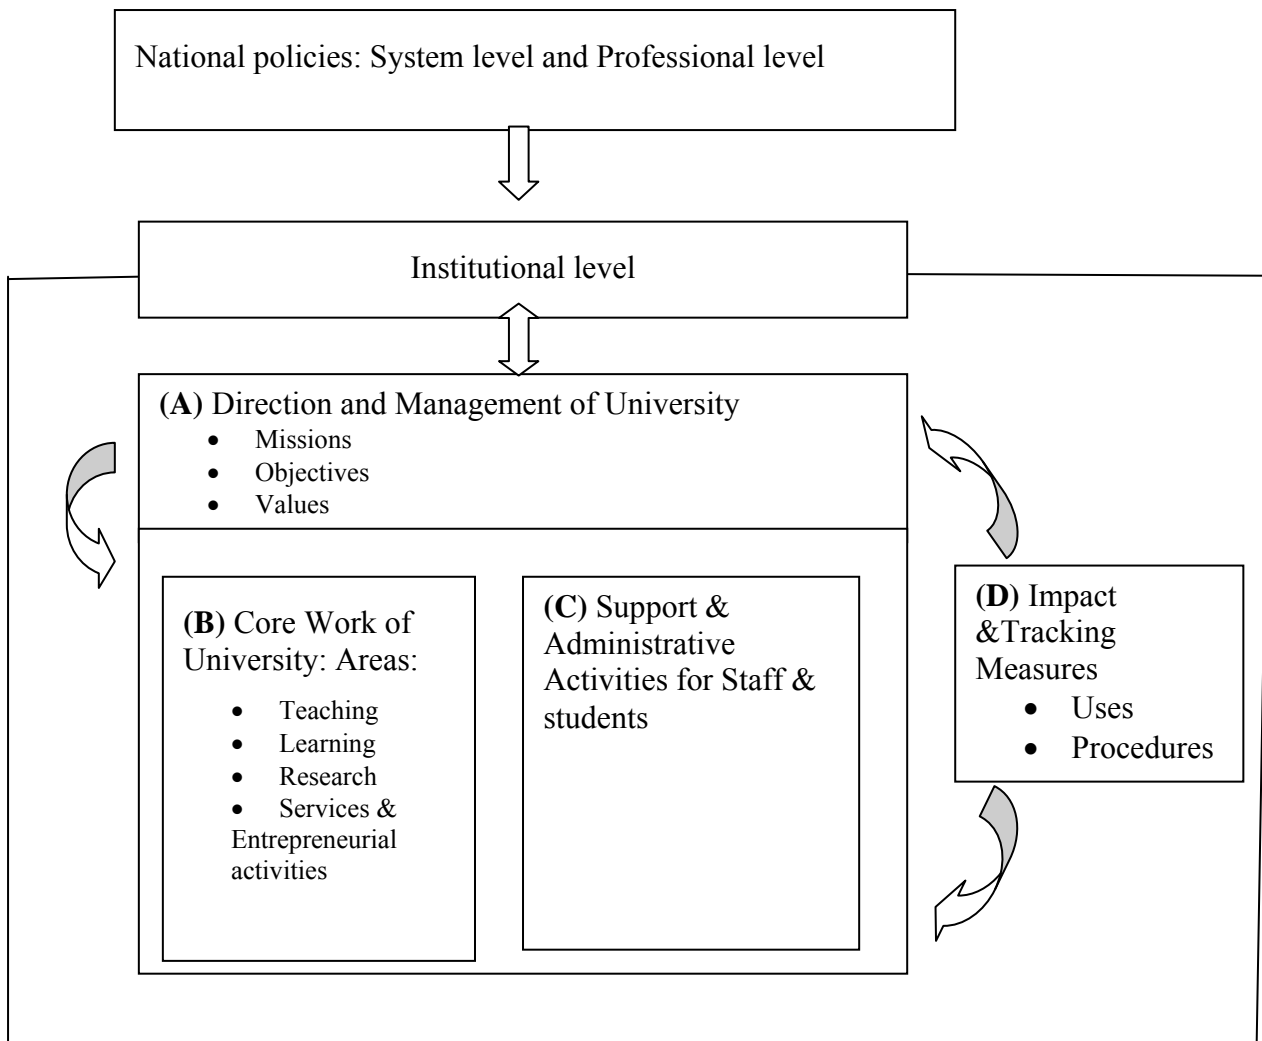 National policies: System level and Professional level
Institutional level
(A) Direction and Management of University
• Missions
• Objectives
• Values
(B) Core Work of
University: Areas:
• Teaching
• Learning
• Research
• Services &
Entrepreneurial
activities
(C) Support &
Administrative
Activities for Staff &
students
(D) Impact
&Tracking
Measures
• Uses
• Procedures